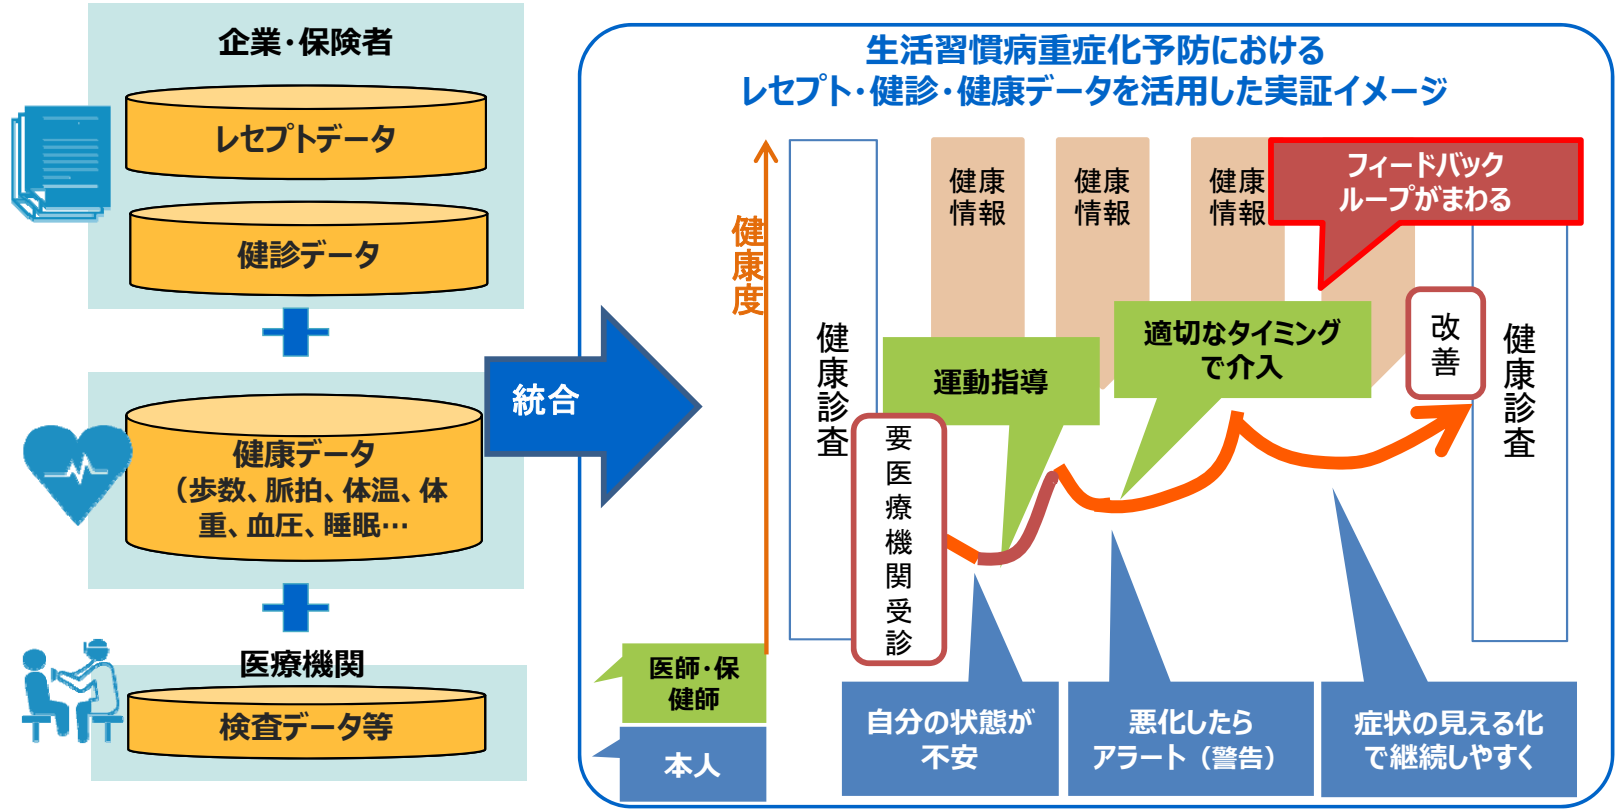 企業・保険者
レセプトデータ
健診データ
健康データ
（歩数、脈拍、体温、体
重、血圧、睡眠…
医療機関
検査データ等
統合
生活習慣病重症化予防における
レセプト・健診・健康データを活用した実証イメージ
健康度
健康診査
健康
情報
健康
情報
健康
情報
フィードバック
ループがまわる
運動指導
適切なタイミング
で介入
改善
健康診査
要医療機関受診
医師・保
健師
本人
自分の状態が
不安
悪化したら
アラート（警告）
症状の見える化
で継続しやすく